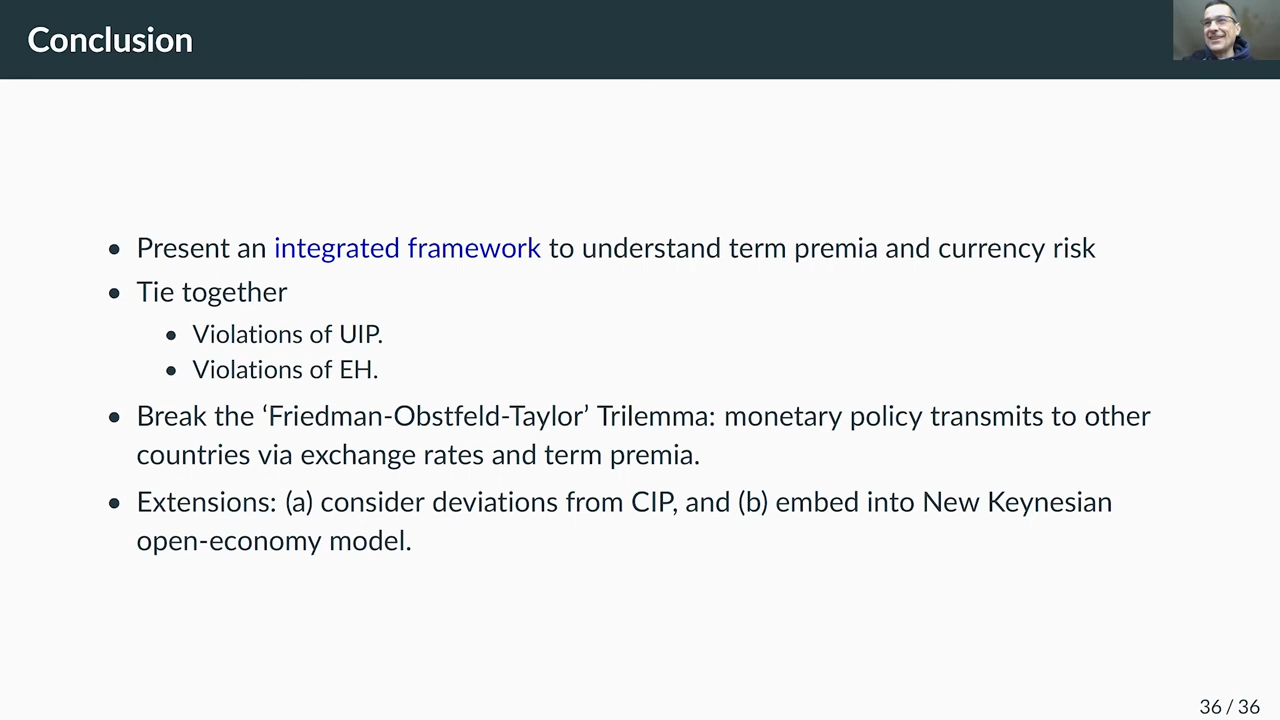 Conclusion
• Present an integrated framework to understand term premia and currency risk
• Tie together
• Violations of UIP.
• Violations of EH.
• Break the ‘Friedman-Obstfeld-Taylor’ Trilemma: monetary policy transmits to other
countries via exchange rates and term premia.
• Extensions: (a) consider deviations from CIP, and (b) embed into New Keynesian
open-economy model.
36 / 36